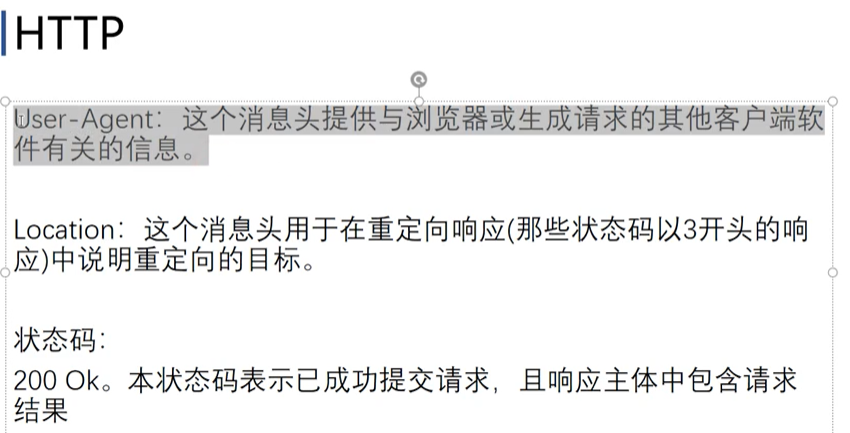 HTTP
User-Agent：这个消息头提供与浏览器或生成请求的其他客户端软
件有关的信息。
Location：这个消息头用于在重定向响应(那些状态码以3开头的响
应)中说明重定向的目标。
状态码：
200 Ok。本状态码表示已成功提交请求，且响应主体中包含请求
结果